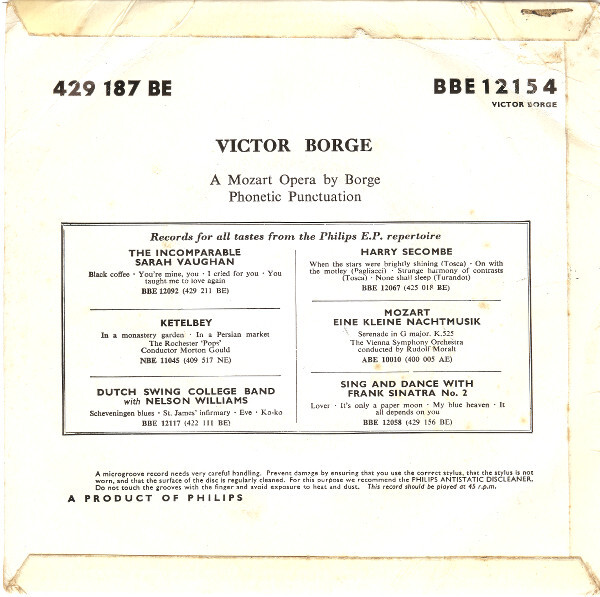 429 187 BE
BBE 12154
VICTOR BORGE
VICTOR BORGE
A Mozart Opera by Borge
Phonetic Punctuation
Records for all tastes from the Philips E.P. repertoire
THE INCOMPARABLE
SARAH VAUGHAN
Black coffee · You're mine, you · I cried for you · You
taught me to love again
BBE 12092 (429 211 BE)
KETELBEY
In a monastery garden · In a Persian market
The Rochester 'Pops'
Conductor Morton Gould
NBE 11045 (409 517 NE)
DUTCH SWING COLLEGE BAND
with NELSON WILLIAMS
Scheveningen blues · St. James' infirmary · Eve · Ko-ko
BBE 12117 (422 111 BE)
HARRY SECOMBE
When the stars were brightly shining (Tosca) · On with
the motley (Pagliacci) · Strange harmony of contrasts
(Tosca) · None shall sleep (Turandot)
BBE 12067 (425 018 BE)
MOZART
EINE KLEINE NACHTMUSIK
Serenade in G major, K.525
The Vienna Symphony Orchestra
conducted by Rudolf Moralt
ABE 10010 (400 005 AE)
SING AND DANCE WITH
FRANK SINATRA No. 2
Lover · It's only a paper moon · My blue heaven · It
all depends on you
BBE 12058 (429 156 BE)
A microgroove record needs very careful handling. Prevent damage by ensuring that you use the correct stylus, that the stylus is not
worn, and that the surface of the disc is regularly cleaned. For this purpose we recommend the PHILIPS ANTISTATIC DISCLEANER.
Do not touch the grooves with the finger and avoid exposure to heat and dust. This record should be played at 45 r.p.m.
A PRODUCT OF PHILIPS